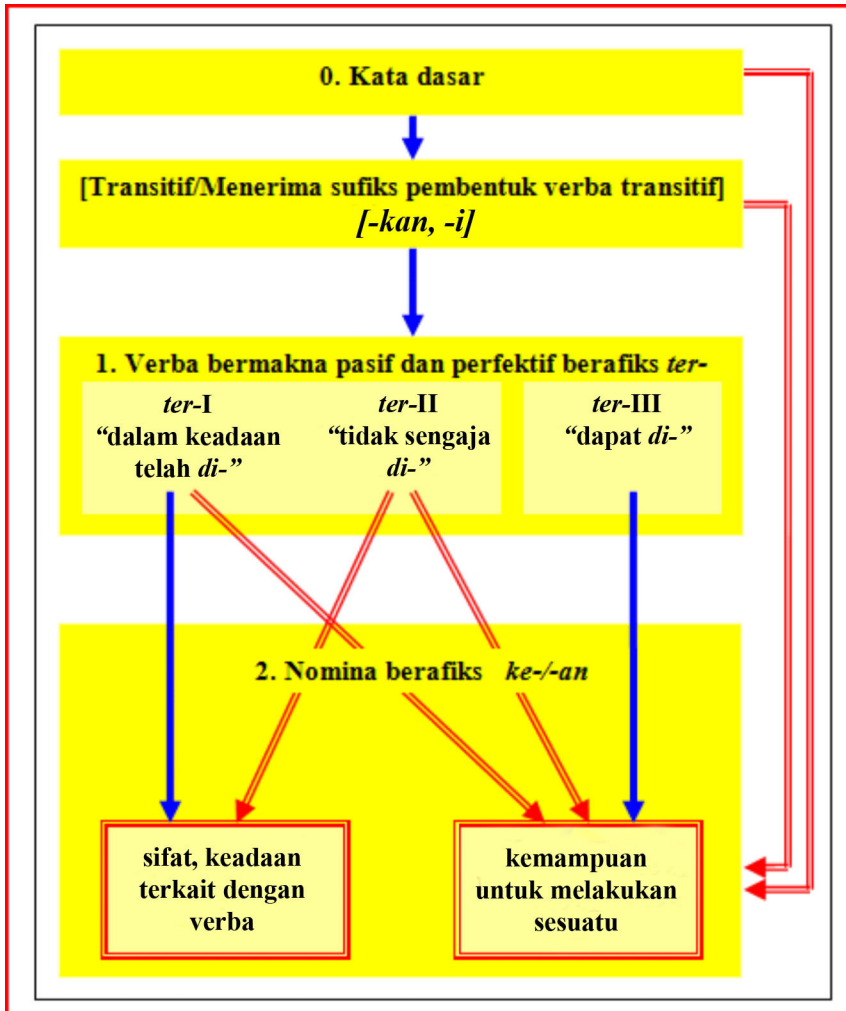 0. Kata dasar
[Transitif/Menerima sufiks pembentuk verba transitif]
[-kan, -i]
1. Verba bermakna pasif dan perfektif berafiks ter-
ter-I
“dalam keadaan
telah di-”
ter-II
“tidak sengaja
di-”
ter-III
“dapat di-”
2. Nomina berafiks ke-/-an
sifat, keadaan
terkait dengan
verba
kemampuan
untuk melakukan
sesuatu